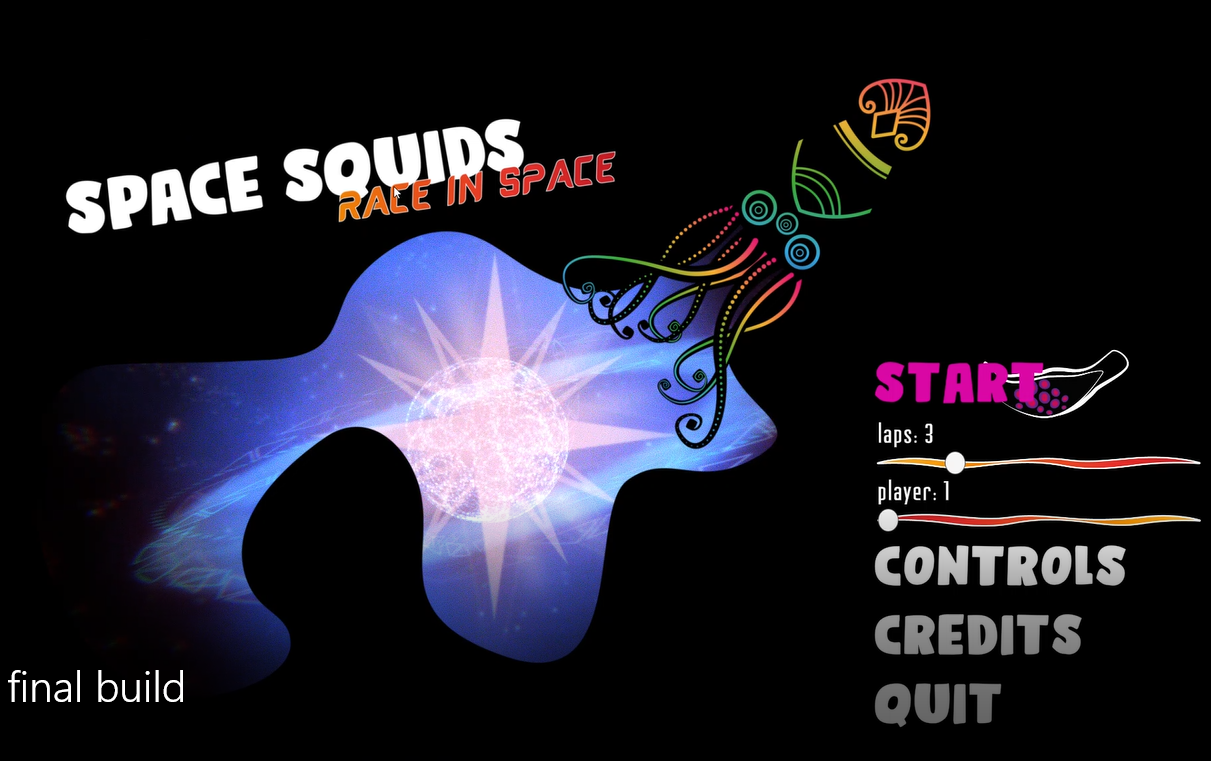 SPACE SQUIDS
RACE IN SPACE
START
laps: 3
player: 1
CONTROLS
CREDITS
QUIT
final build